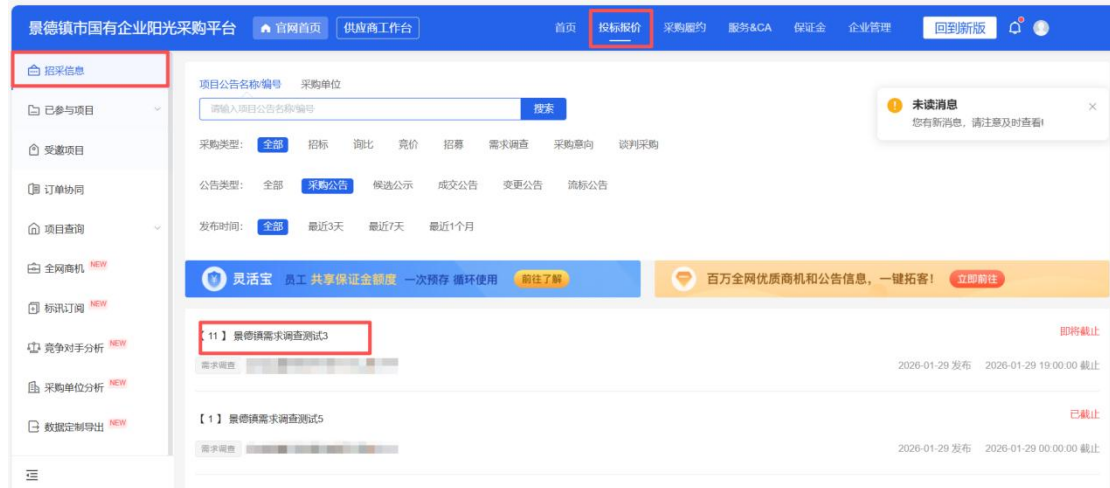 景德镇市国有企业阳光采购平台 官网首页 供应商工作台 首页 投标报价 采购履约 服务&CA 保证金 企业管理 回到新版
招采信息
已参与项目
受邀项目
订单协同
项目查询
全网商机 NEW
标讯订阅 NEW
竞争对手分析 NEW
采购单位分析 NEW
数据定制导出 NEW
项目公告名称/编号 采购单位
请输入项目公告名称/编号 搜索
未读消息
您有新消息，请注意及时查看!
采购类型: 全部 招标 询比 竞价 招募 需求调查 采购意向 谈判采购
公告类型: 全部 采购公告 候选公示 成交公告 变更公告 流标公告
发布时间: 全部 最近3天 最近7天 最近1个月
灵活宝 员工 共享保证金额度 一次预存 循环使用 前往了解
百万全网优质商机和公告信息，一键拓客! 立即前往
【 11 】 景德镇需求调查测试3 即将截止
需求调查 2026-01-29 发布 2026-01-29 19:00:00 截止
【 1 】 景德镇需求调查测试5 已截止
需求调查 2026-01-29 发布 2026-01-29 00:00:00 截止